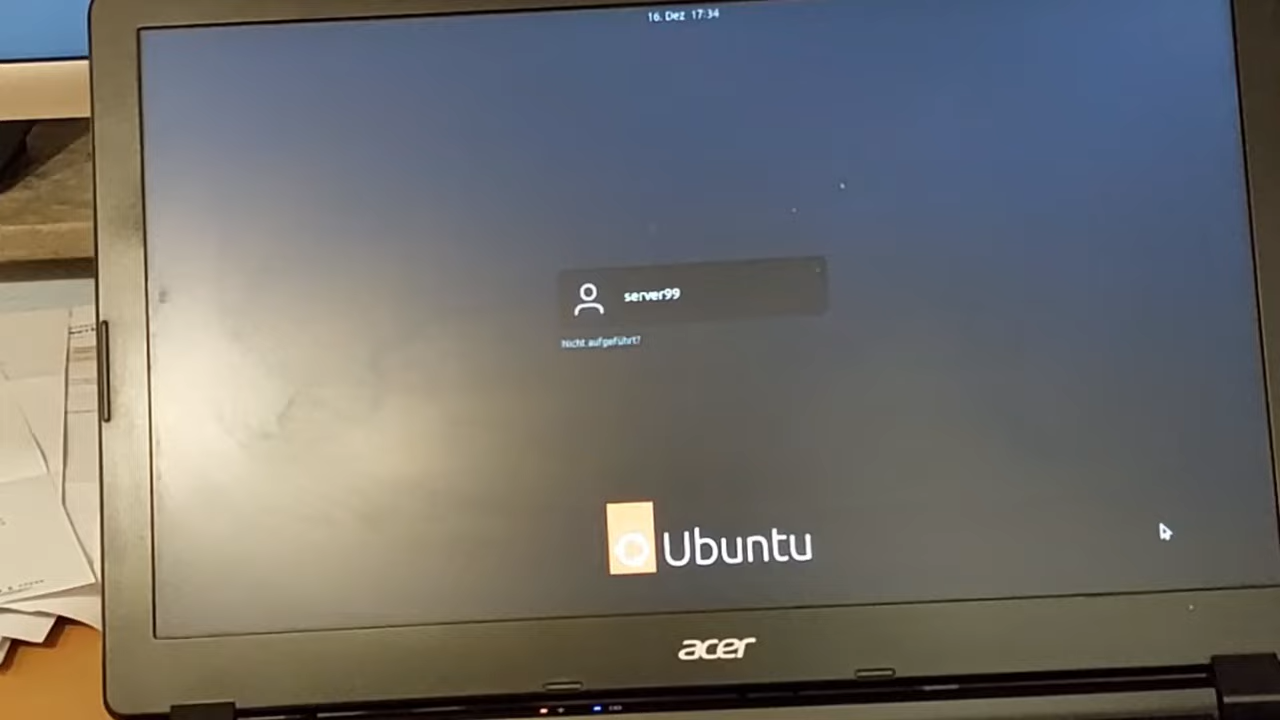 16. Dez 17:34
server99
Nicht aufgeführt?
Ubuntu
acer